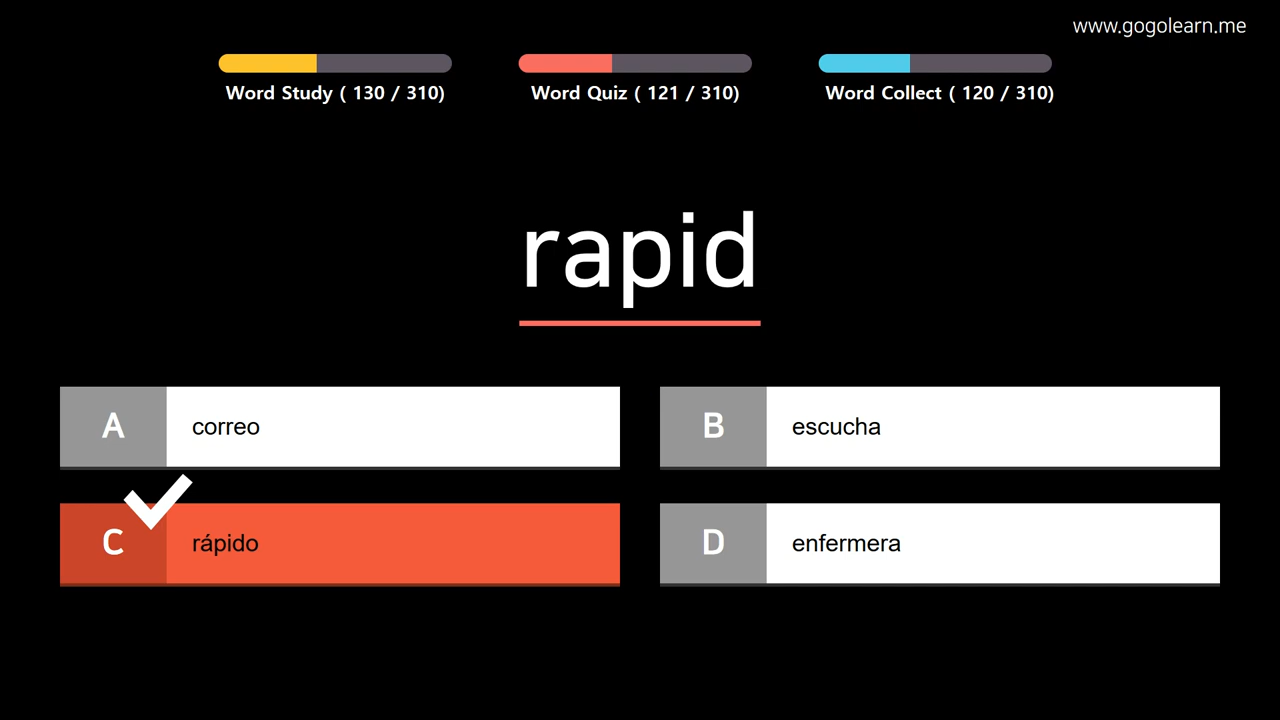 www.gogolearn.me
Word Study ( 130 / 310)
Word Quiz ( 121 / 310)
Word Collect ( 120 / 310)
rapid
A correo
B escucha
C rápido
D enfermera